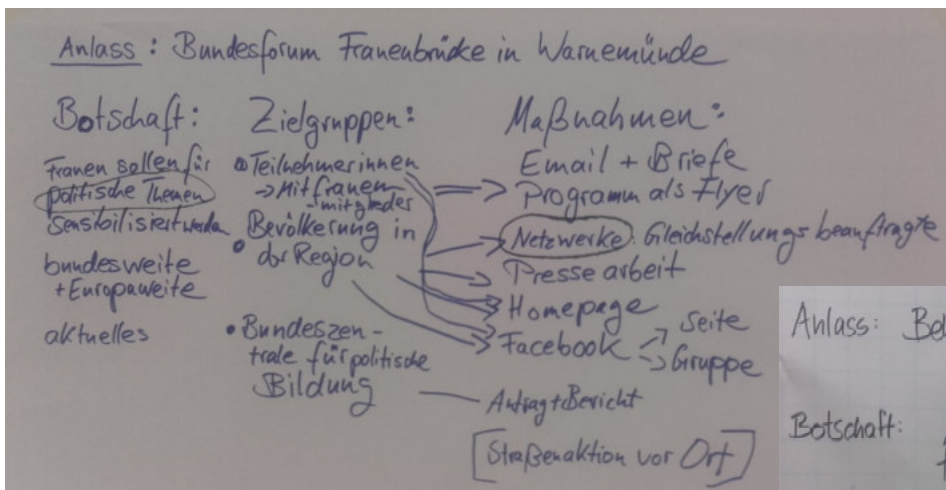 Anlass: Bundesforum Frauenbrücke in Warnemünde
Botschaft:
Frauen sollen für
politische Themen
sensibilisiert werden
bundesweite
+ Europaweite
aktuelles
Zielgruppen:
Teilnehmerinnen
→ Mitfrauen
-mitglieder
Bevölkerung in
der Region
Bundeszen-
trale für politische
Bildung
Maßnahmen:
Email + Briefe
Programm als Flyer
Netzwerke: Gleichstellungsbeauftragte
Pressearbeit
Homepage
Facebook → Seite
→ Gruppe
Antrag + Bericht
[Straßenaktion vor Ort]
Anlass:
Botschaft: